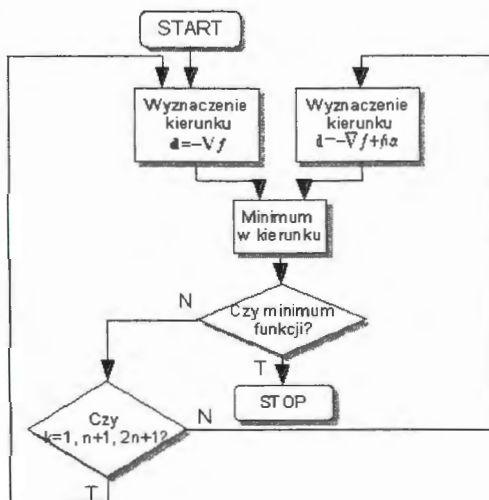 START
Wyznaczenie
kierunku
d=-∇f
Wyznaczenie
kierunku
d=-∇f+βd
Minimum
w kierunku
N
Czy minimum
funkcji?
T
STOP
Czy
k=1, n+1, 2n+1?
N
T